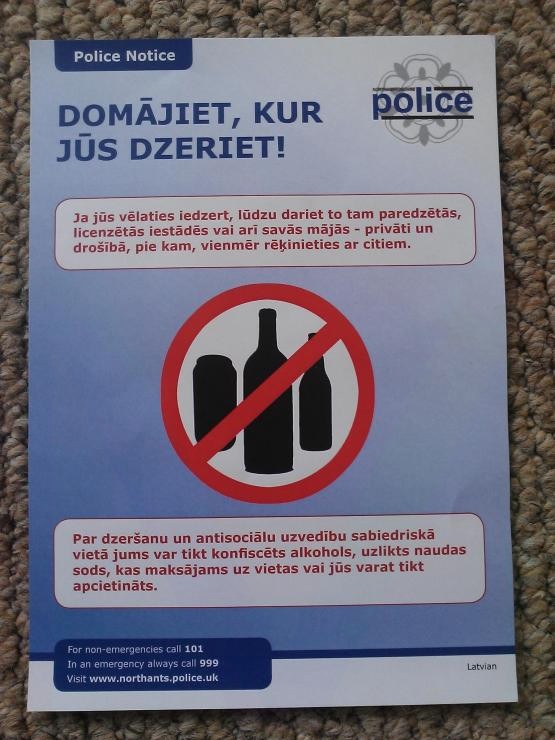 Police Notice
police
DOMĀJIET, KUR
JŪS DZERIET!
Ja jūs vēlaties iedzert, lūdzu dariet to tam paredzētās,
licenzētās iestādēs vai arī savās mājās - privāti un
drošībā, pie kam, vienmēr rēķinieties ar citiem.
Par dzeršanu un antisociālu uzvedību sabiedriskā
vietā jums var tikt konfiscēts alkohols, uzlikts naudas
sods, kas maksājams uz vietas vai jūs varat tikt
apcietināts.
For non-emergencies call 101
In an emergency always call 999
Visit www.northants.police.uk
Latvian